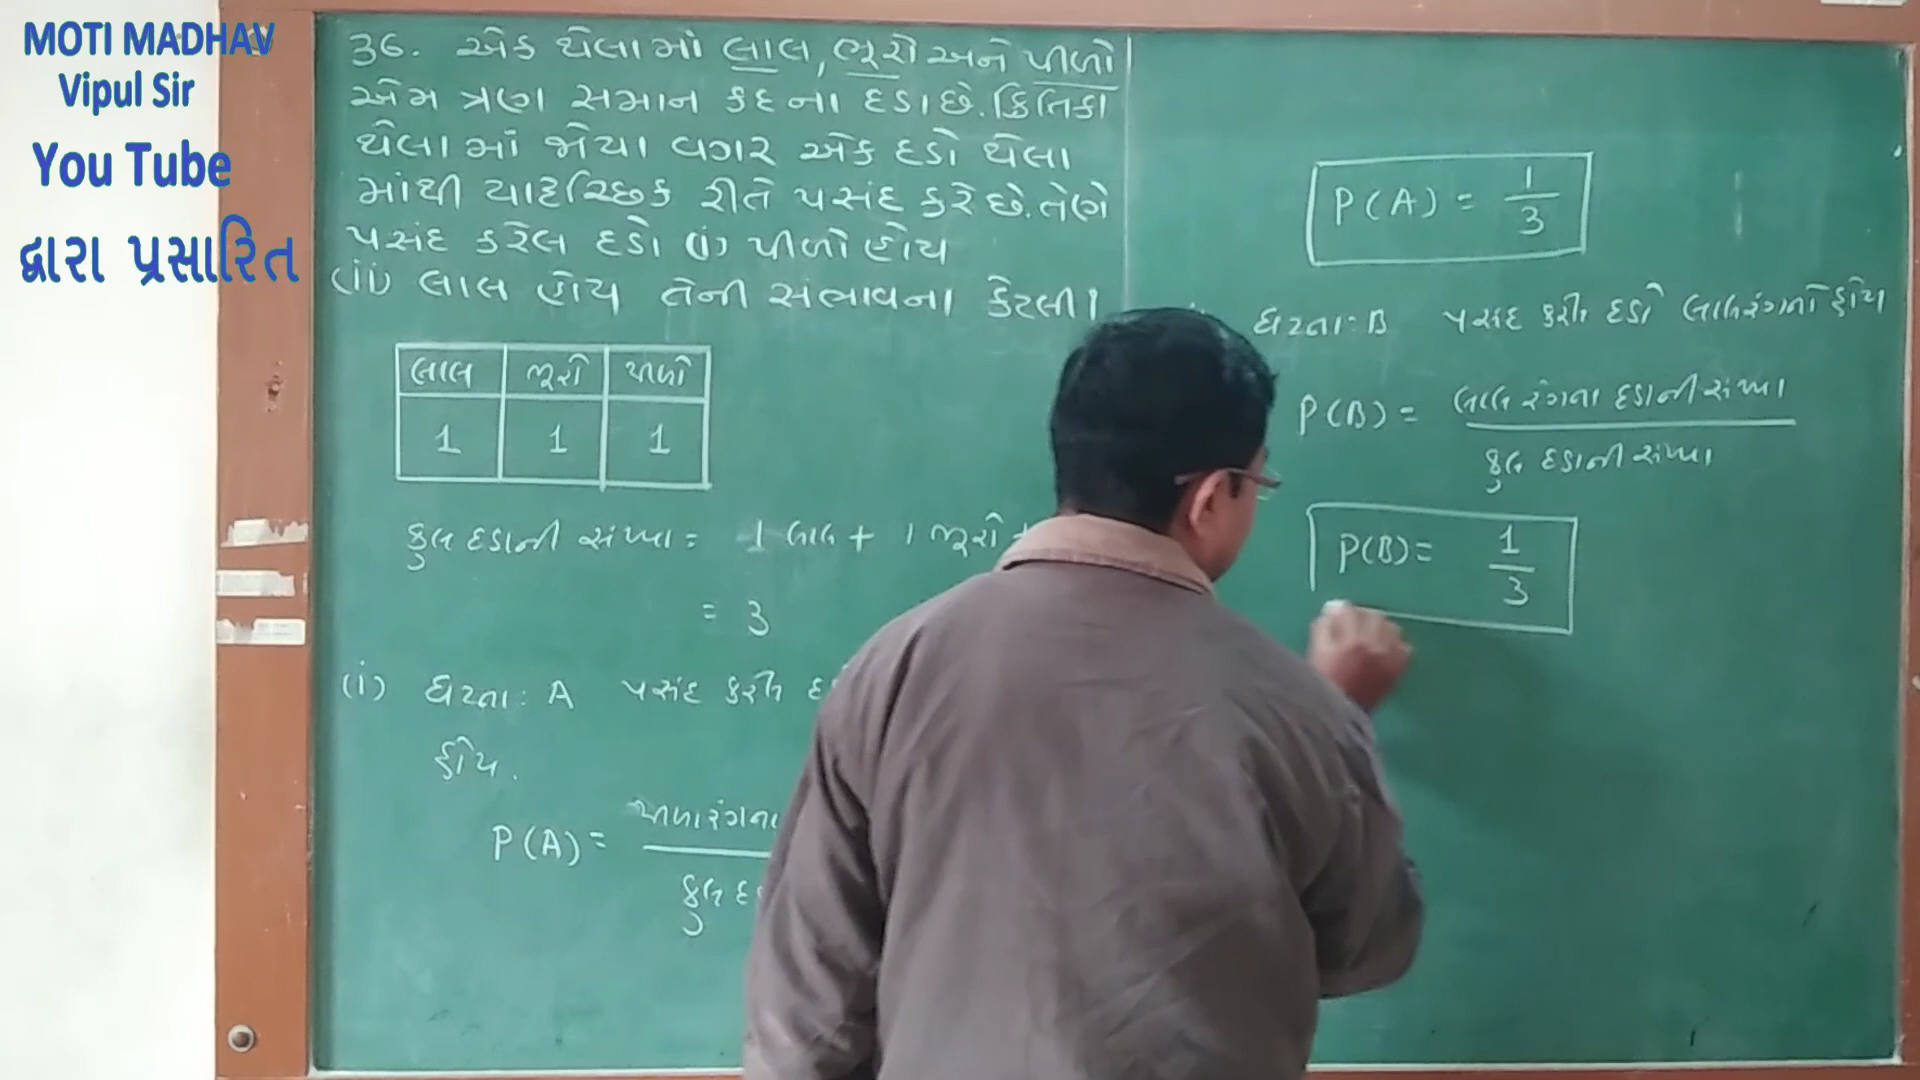 MOTI MADHAV
Vipul Sir
You Tube
દ્વારા પ્રસારિત
36. એક થેલામાં લાલ, ભૂરો અને પીળો
એમ ત્રણ સમાન કદના દડા છે. ક્રિતિકા
થેલામાં જોયા વગર એક દડો થેલા
માંથી યાદચ્છિક રીતે પસંદ કરે છે. તેણે
પસંદ કરેલ દડો (i) પીળો હોય
(ii) લાલ હોય તેની સંભાવના કેટલી?
લાલ ભૂરો પીળો
1 1 1
કુલ દડાની સંખ્યા = 1 લાલ + 1 ભૂરો +
= 3
(i) ઘટના: A પસંદ કરેલ
હોય.
P(A) = પીળા રંગના
કુલ
P(A) = 1/3
ઘટના: B પસંદ કરેલ દડો લાલ રંગનો હોય
P(B) = લાલ રંગના દડાની સંખ્યા
કુલ દડાની સંખ્યા
P(B) = 1/3